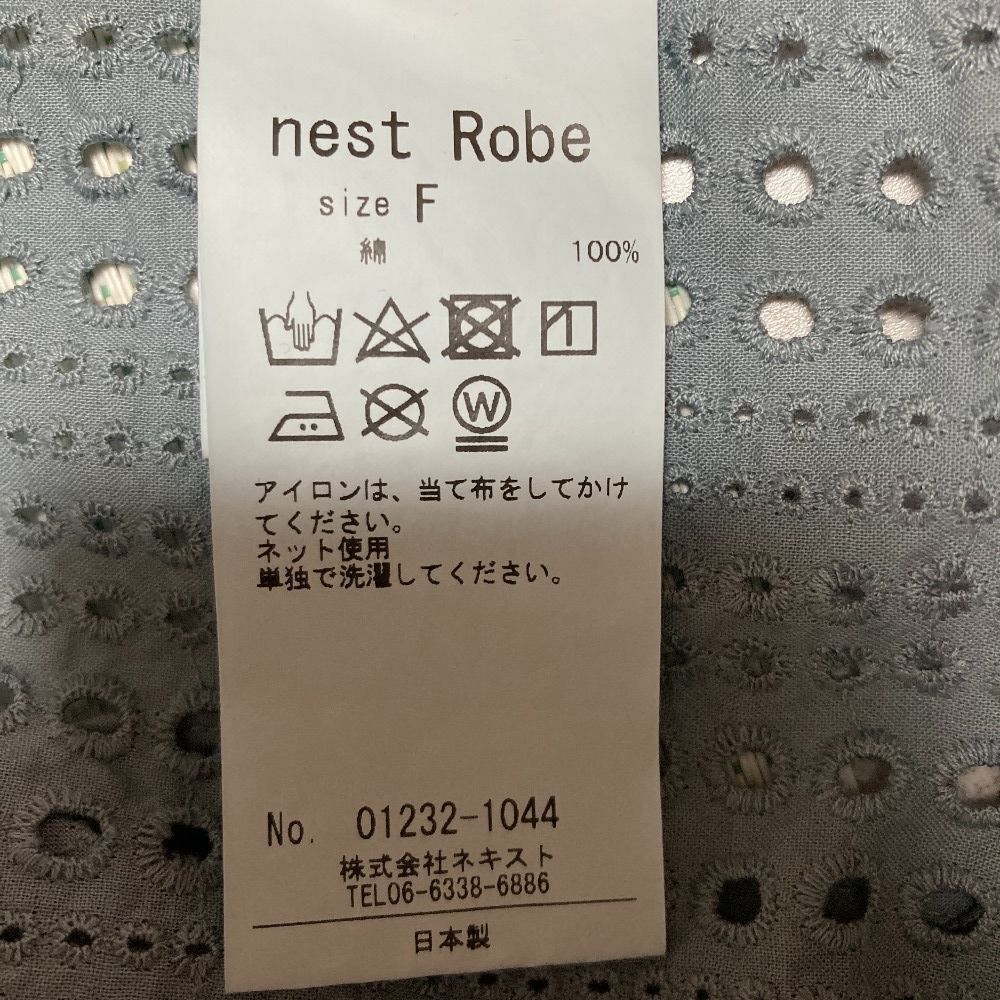 nest Robe
size F
綿 100%
W
アイロンは、当て布をしてかけ
てください。
ネット使用
単独で洗濯してください。
No. 01232-1044
株式会社ネキスト
TEL06-6338-6886
日本製